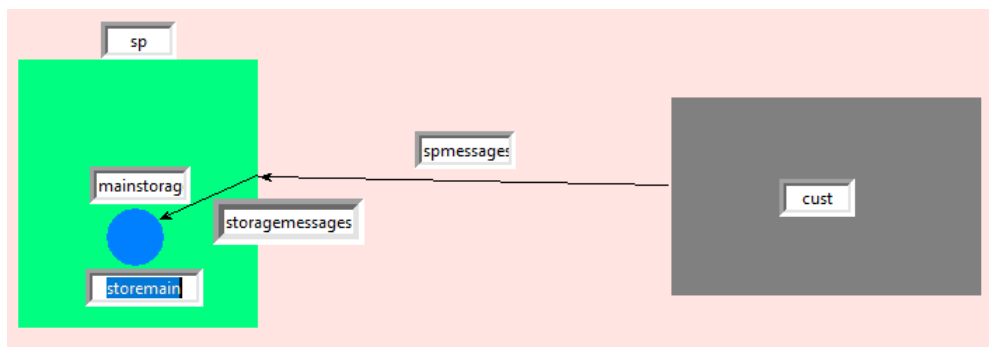 sp
spmessages
mainstorag
cust
storagemessages
storemain